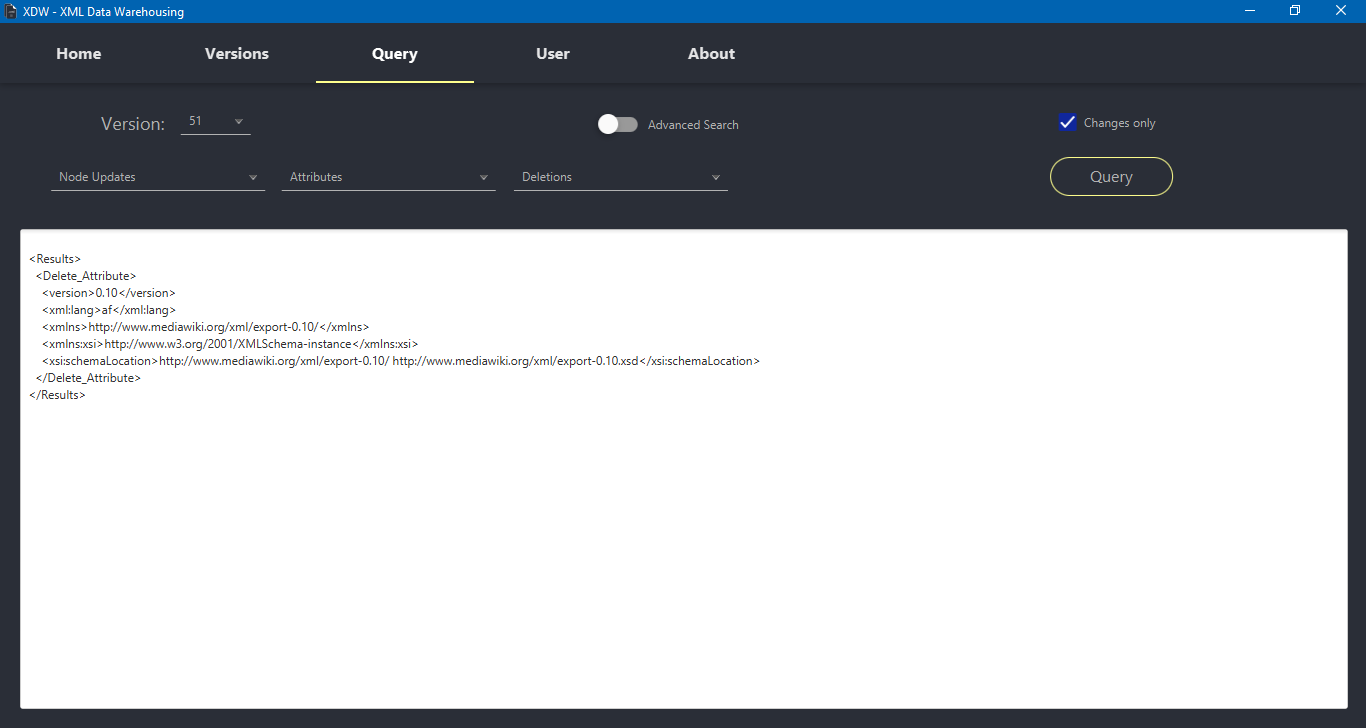 XDW - XML Data Warehousing
Home Versions Query User About
Version: 51 Advanced Search Changes only
Node Updates Attributes Deletions Query
<Results>
<Delete_Attribute>
<version>0.10</version>
<xml:lang>af</xml:lang>
<xmlns>http://www.mediawiki.org/xml/export-0.10/</xmlns>
<xmlns:xsi>http://www.w3.org/2001/XMLSchema-instance</xmlns:xsi>
<xsi:schemaLocation>http://www.mediawiki.org/xml/export-0.10/ http://www.mediawiki.org/xml/export-0.10.xsd</xsi:schemaLocation>
</Delete_Attribute>
</Results>